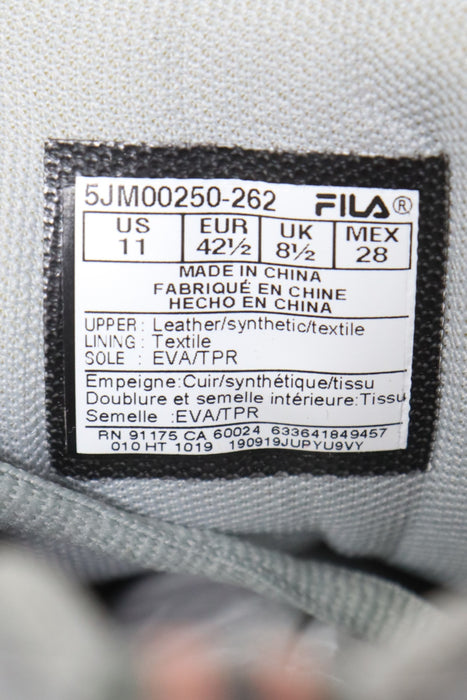 5JM00250-262 FILA®
US EUR UK MEX
11 42½ 8½ 28
MADE IN CHINA
FABRIQUÉ EN CHINE
HECHO EN CHINA
UPPER : Leather/synthetic/textile
LINING : Textile
SOLE : EVA/TPR
Empeigne:Cuir/synthétique/tissu
Doublure et semelle intérieure:Tissu
Semelle :EVA/TPR
RN 91175 CA 60024 633641849457
010 HT 1019 190919JUPYU9VY